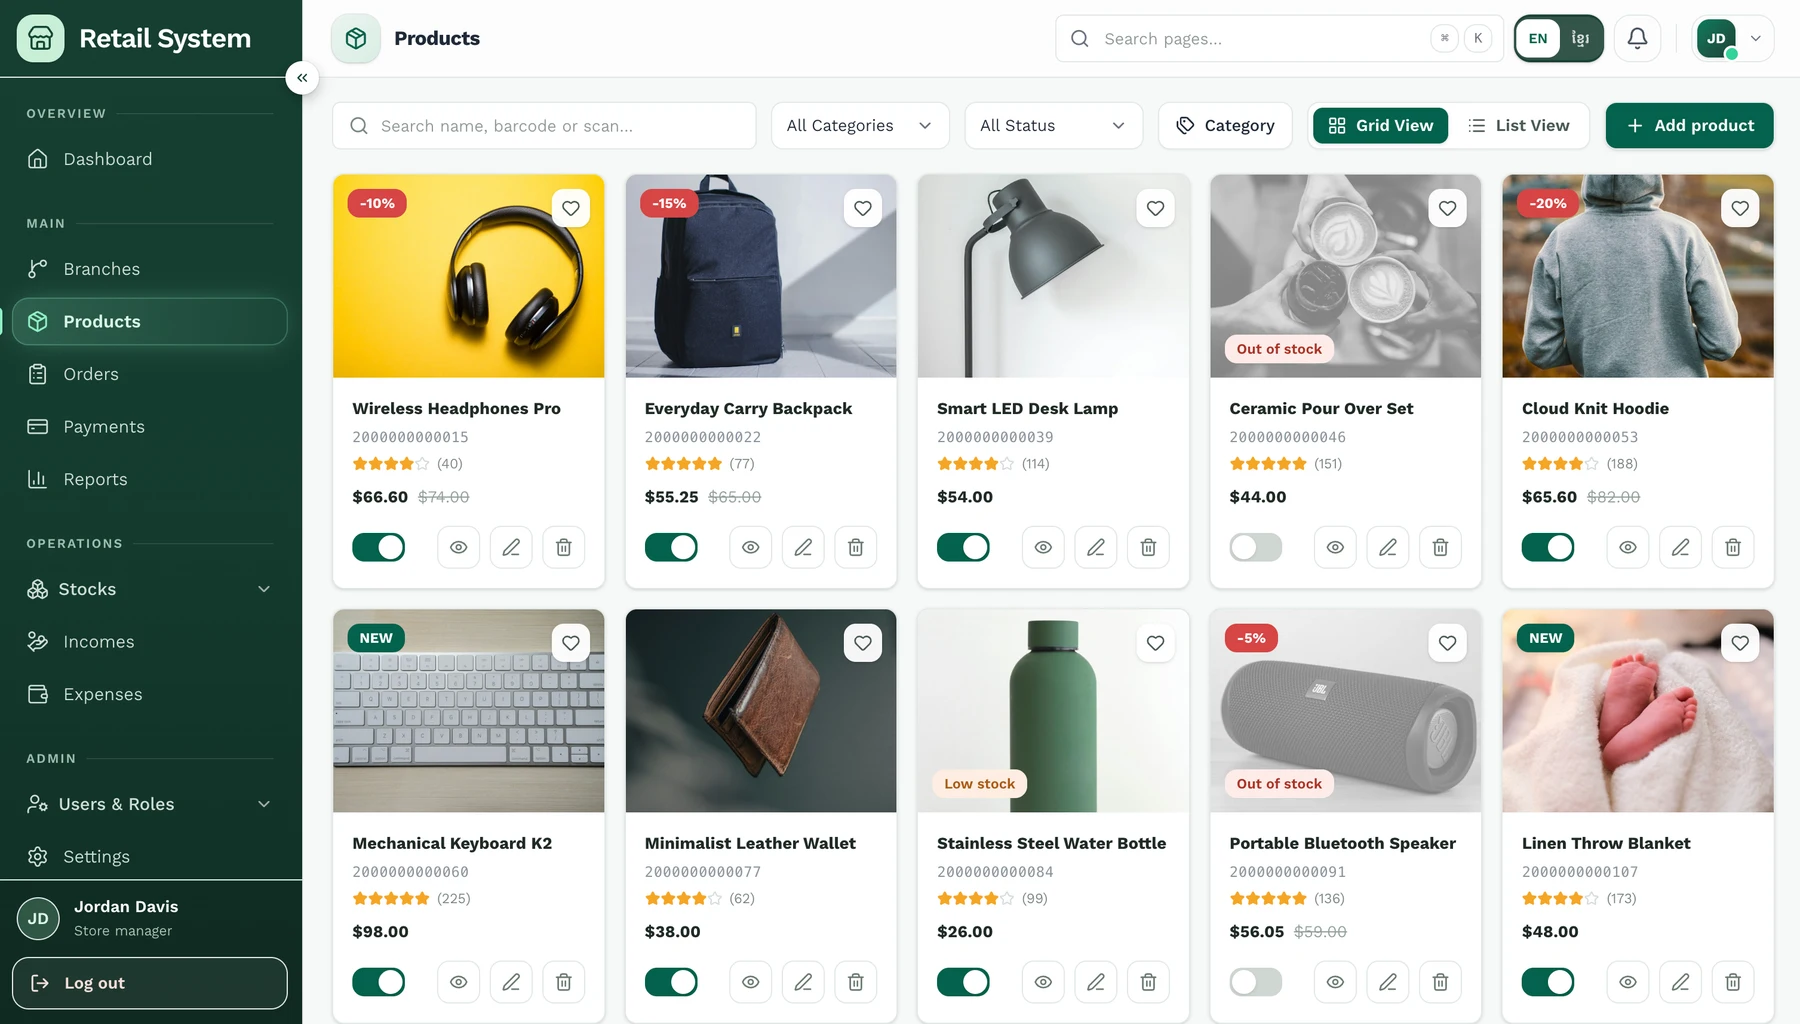 Retail System
Products
Search pages...
⌘ K
EN ខ្មែរ
JD
OVERVIEW
Dashboard
MAIN
Branches
Products
Orders
Payments
Reports
OPERATIONS
Stocks
Incomes
Expenses
ADMIN
Users & Roles
Settings
JD
Jordan Davis
Store manager
Log out
Search name, barcode or scan...
All Categories
All Status
Category
Grid View
List View
Add product
-10%
Wireless Headphones Pro
2000000000015
(40)
$66.60 $74.00
-15%
Everyday Carry Backpack
2000000000022
(77)
$55.25 $65.00
Smart LED Desk Lamp
2000000000039
(114)
$54.00
Out of stock
Ceramic Pour Over Set
2000000000046
(151)
$44.00
-20%
Cloud Knit Hoodie
2000000000053
(188)
$65.60 $82.00
NEW
Mechanical Keyboard K2
2000000000060
(225)
$98.00
Minimalist Leather Wallet
2000000000077
(62)
$38.00
Low stock
Stainless Steel Water Bottle
2000000000084
(99)
$26.00
-5%
JBL
Out of stock
Portable Bluetooth Speaker
2000000000091
(136)
$56.05 $59.00
NEW
Linen Throw Blanket
2000000000107
(173)
$48.00